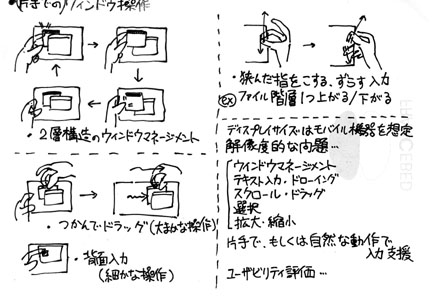 ・片手でのウィンドウ操作
・2層構造のウィンドウマネージメント
・つかんでドラッグ(大まかな操作)
・背面入力
(細かな操作)
・挟んだ指をこする、ずらす入力
ex ファイル階層1つ上がる/下がる
ディスプレイサイズはモバイル機器を想定
解像度的な問題…
ウインドウマネージメント
テキスト入力・ドローイング
スクロール・ドラッグ
選択
拡大・縮小
片手で、もしくは自然な動作で
入力支援
ユーザビリティ評価…